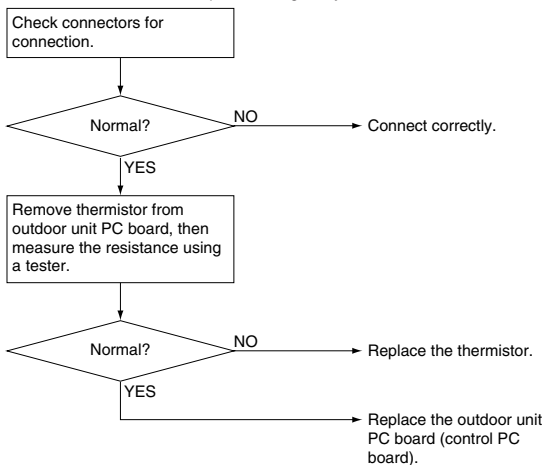 Check connectors for
connection.
Normal?
NO
Connect correctly.
YES
Remove thermistor from
outdoor unit PC board, then
measure the resistance using
a tester.
Normal?
NO
Replace the thermistor.
YES
Replace the outdoor unit
PC board (control PC
board).